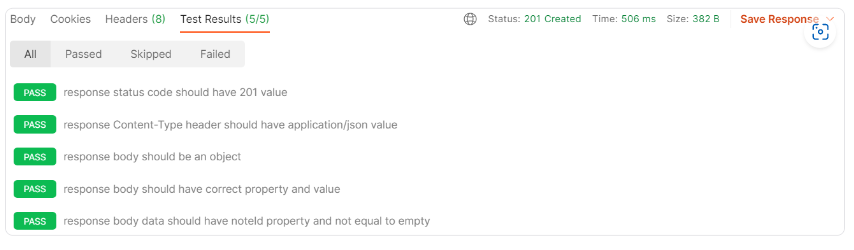 Body Cookies Headers (8) Test Results (5/5) Status: 201 Created Time: 506 ms Size: 382 B Save Response
All Passed Skipped Failed
PASS response status code should have 201 value
PASS response Content-Type header should have application/json value
PASS response body should be an object
PASS response body should have correct property and value
PASS response body data should have noteId property and not equal to empty